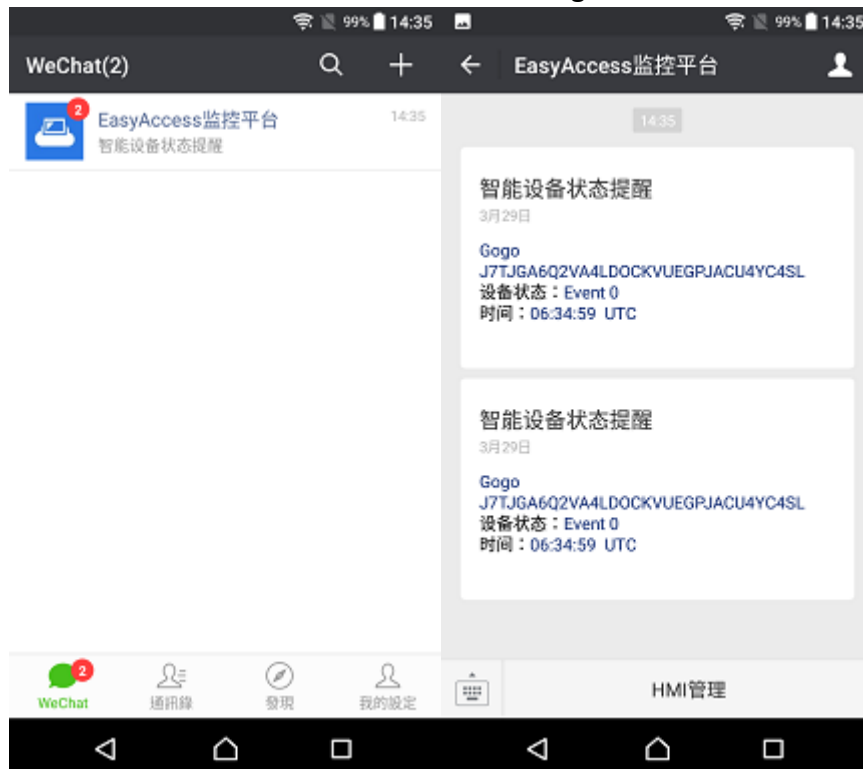 99% 14:35
WeChat(2)
2
EasyAccess监控平台
14:35
智能设备状态提醒
2
WeChat
通訊錄
發現
我的設定
99% 14:35
EasyAccess监控平台
14:35
智能设备状态提醒
3月29日
Gogo
J7TJGA6Q2VA4LDOCKVUEGPJACU4YC4SL
设备状态：Event 0
时间：06:34:59 UTC
智能设备状态提醒
3月29日
Gogo
J7TJGA6Q2VA4LDOCKVUEGPJACU4YC4SL
设备状态：Event 0
时间：06:34:59 UTC
HMI管理